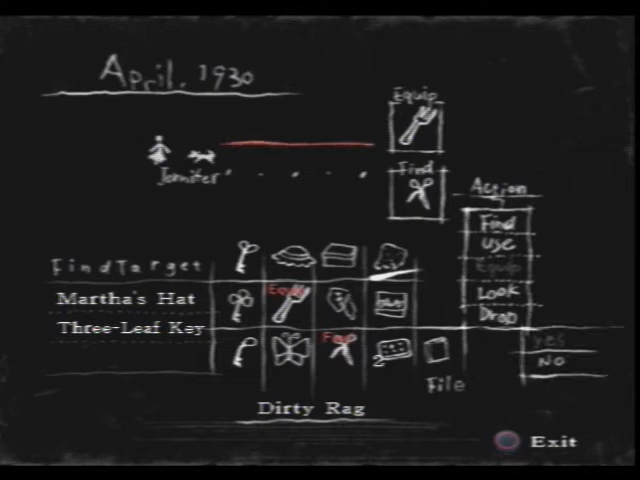 April, 1930
Equip
Jennifer
Find
Action
Find
Use
Equip
Look
Drop
Yes
No
FindTarget
Martha's Hat
Three-Leaf Key
Equip
Find
2
File
Dirty Rag
Exit